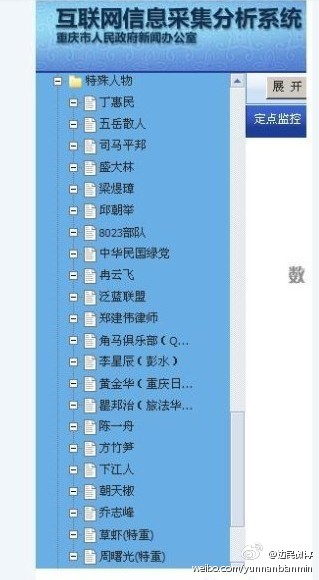 互联网信息采集分析系统
重庆市人民政府新闻办公室
特殊人物
展 开
丁惠民
定点监控
五岳散人
司马平邦
盛大林
梁煜璋
邱朝举
8023部队
中华民国绿党
冉云飞
数
泛蓝联盟
郑建伟律师
角马俱乐部（Q...
李星辰（彭水）
黄金华（重庆日...
瞿邦治（旅法华...
陈一舟
方竹笋
下江人
朝天椒
乔志峰
草虾(特重)
周曙光(特重)
weibo.com/yunnanbianmin